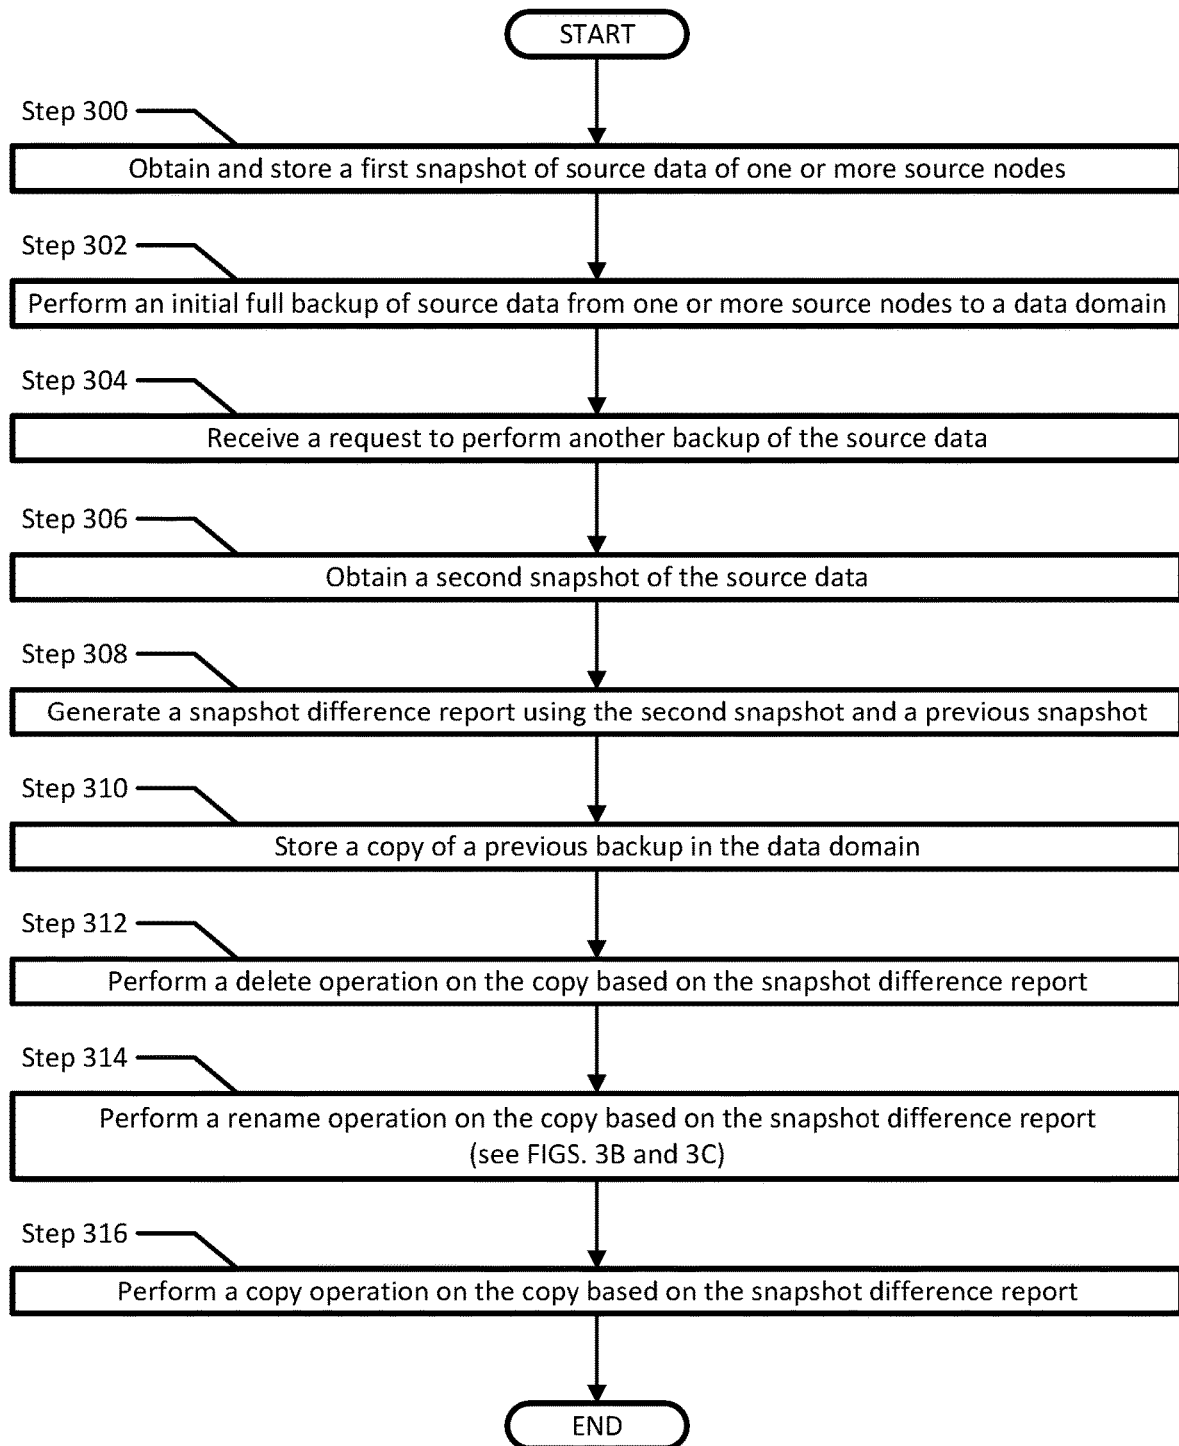 START
Step 300
Obtain and store a first snapshot of source data of one or more source nodes
Step 302
Perform an initial full backup of source data from one or more source nodes to a data domain
Step 304
Receive a request to perform another backup of the source data
Step 306
Obtain a second snapshot of the source data
Step 308
Generate a snapshot difference report using the second snapshot and a previous snapshot
Step 310
Store a copy of a previous backup in the data domain
Step 312
Perform a delete operation on the copy based on the snapshot difference report
Step 314
Perform a rename operation on the copy based on the snapshot difference report
(see FIGS. 3B and 3C)
Step 316
Perform a copy operation on the copy based on the snapshot difference report
END